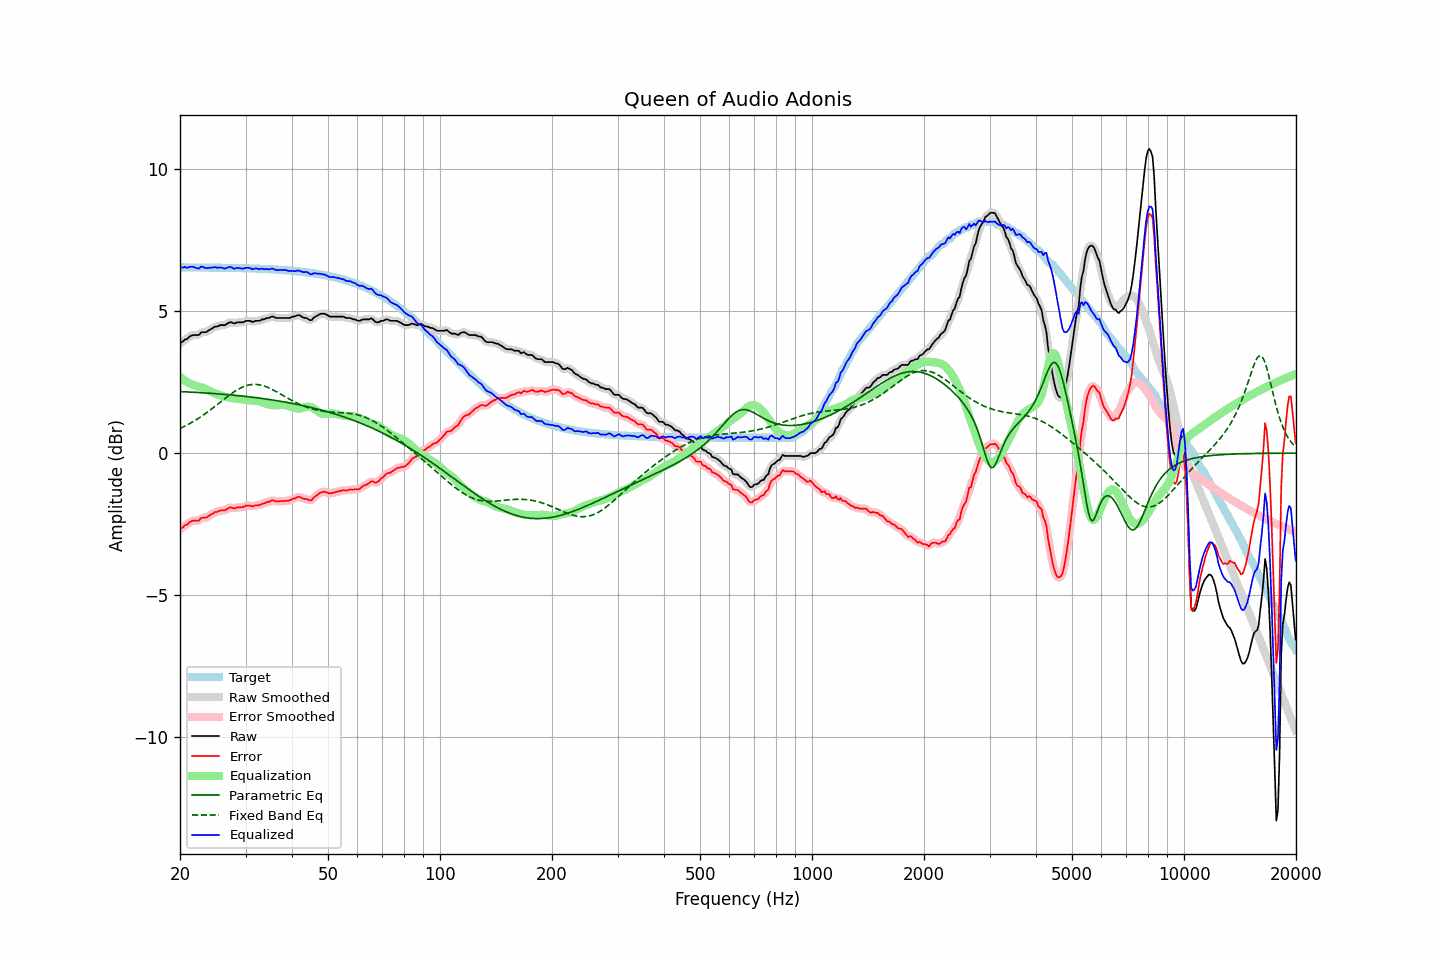 Queen of Audio Adonis
Amplitude (dBr)
10
5
0
−5
−10
Target
Raw Smoothed
Error Smoothed
Raw
Error
Equalization
Parametric Eq
Fixed Band Eq
Equalized
20 50 100 200 500 1000 2000 5000 10000 20000
Frequency (Hz)